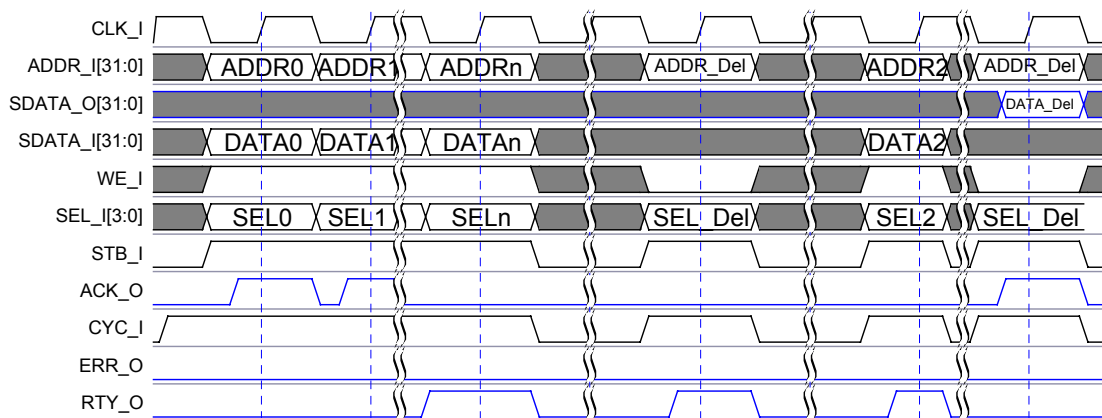 CLK_I
ADDR_I[31:0] ADDR0 ADDR1 ADDRn ADDR_Del ADDR2 ADDR_Del
SDATA_O[31:0] DATA_Del
SDATA_I[31:0] DATA0 DATA1 DATAn DATA2
WE_I
SEL_I[3:0] SEL0 SEL1 SELn SEL_Del SEL2 SEL_Del
STB_I
ACK_O
CYC_I
ERR_O
RTY_O